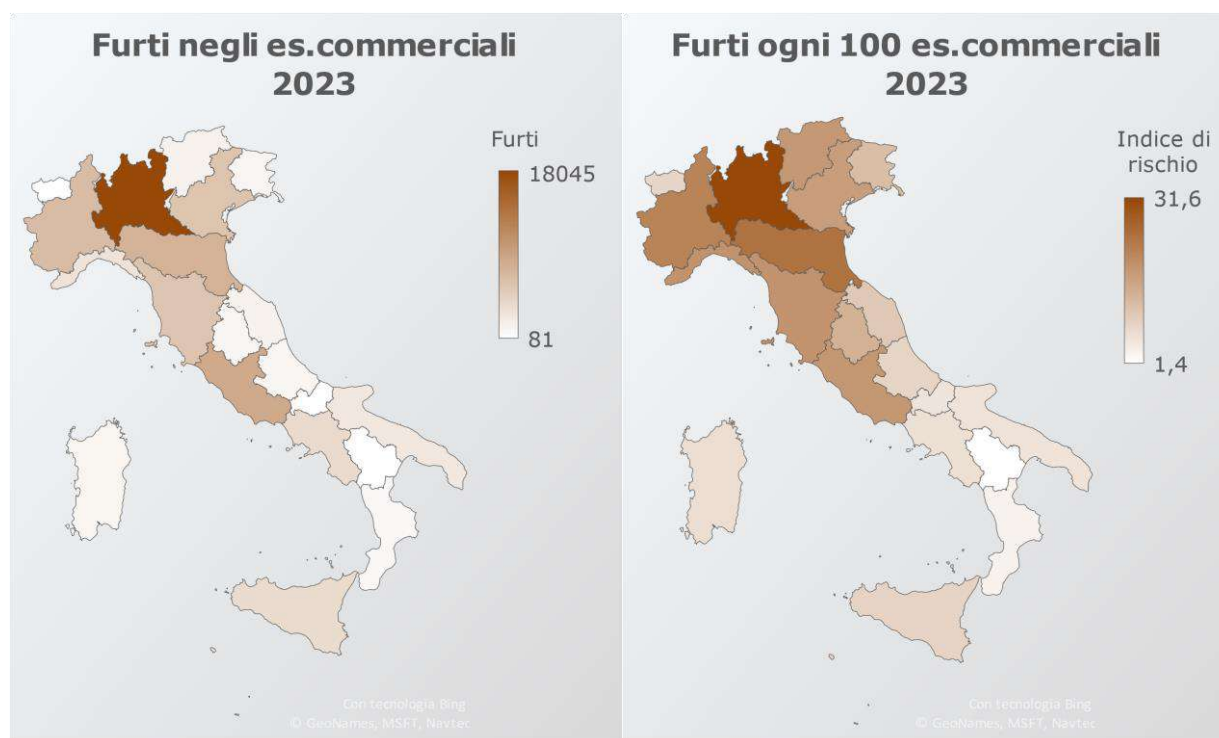 Furti negli es.commerciali
2023
Furti
18045
81
Con tecnologia Bing
© GeoNames, MSFT, Navtec
Furti ogni 100 es.commerciali
2023
Indice di
rischio
31,6
1,4
Con tecnologia Bing
© GeoNames, MSFT, Navtec